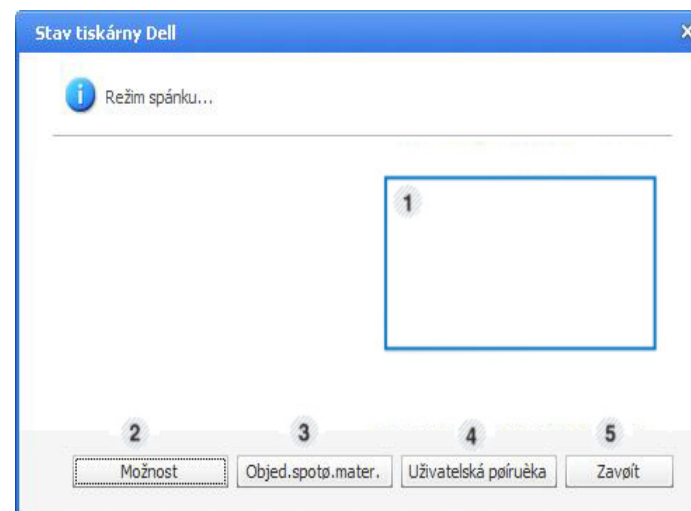 Stav tiskárny Dell
Režim spánku...
1
2
3
4
5
Možnost
Objed.spotø.mater.
Uživatelská pøíruèka
Zavøít